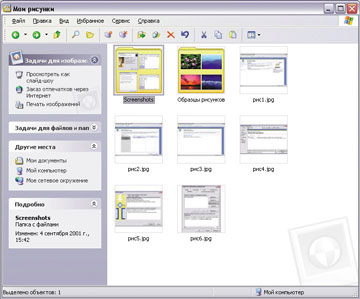 Мои рисунки
Файл Правка Вид Избранное Сервис Справка
Задачи для изображе
Просмотреть как
слайд-шоу
Заказ отпечатков через
Интернет
Печать изображений
Задачи для файлов и пап
Другие места
Мои документы
Мой компьютер
Мое сетевое окружение
Подробно
Screenshots
Папка с файлами
Изменен: 4 сентября 2001 г.,
15:42
Screenshots
Образцы рисунков
рис1.jpg
рис2.jpg
рис3.jpg
рис4.jpg
рис5.jpg
рис6.jpg
Выделено объектов: 1
Мой компьютер